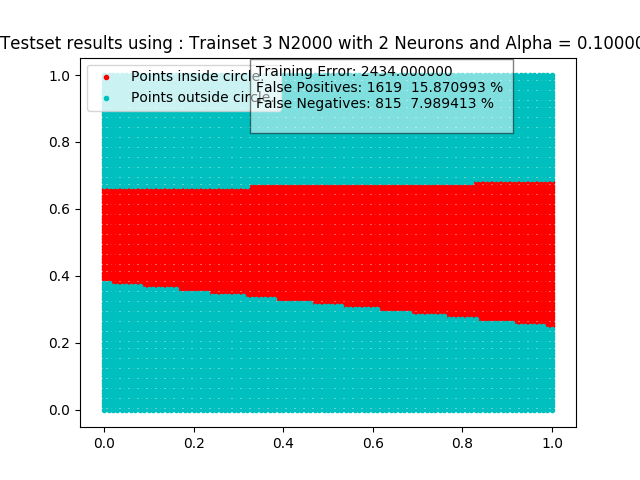 Testset results using : Trainset 3 N2000 with 2 Neurons and Alpha = 0.10000
Points inside circle
Points outside circle
Training Error: 2434.000000
False Positives: 1619  15.870993 %
False Negatives: 815  7.989413 %
1.0
0.8
0.6
0.4
0.2
0.0
0.0 0.2 0.4 0.6 0.8 1.0